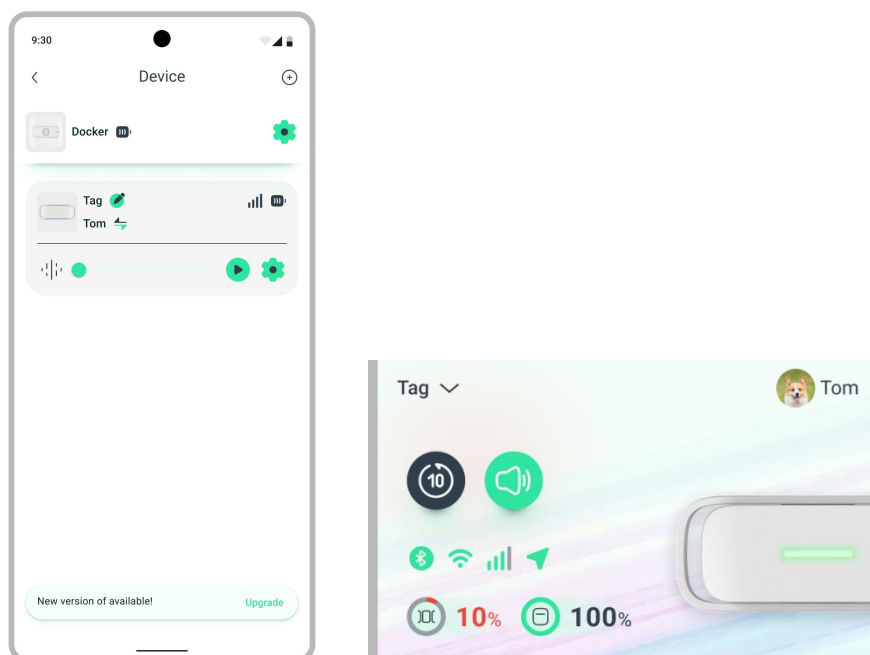 9:30
Device
Docker
Tag
Tom
New version of available!
Upgrade
Tag
Tom
10
10%
100%